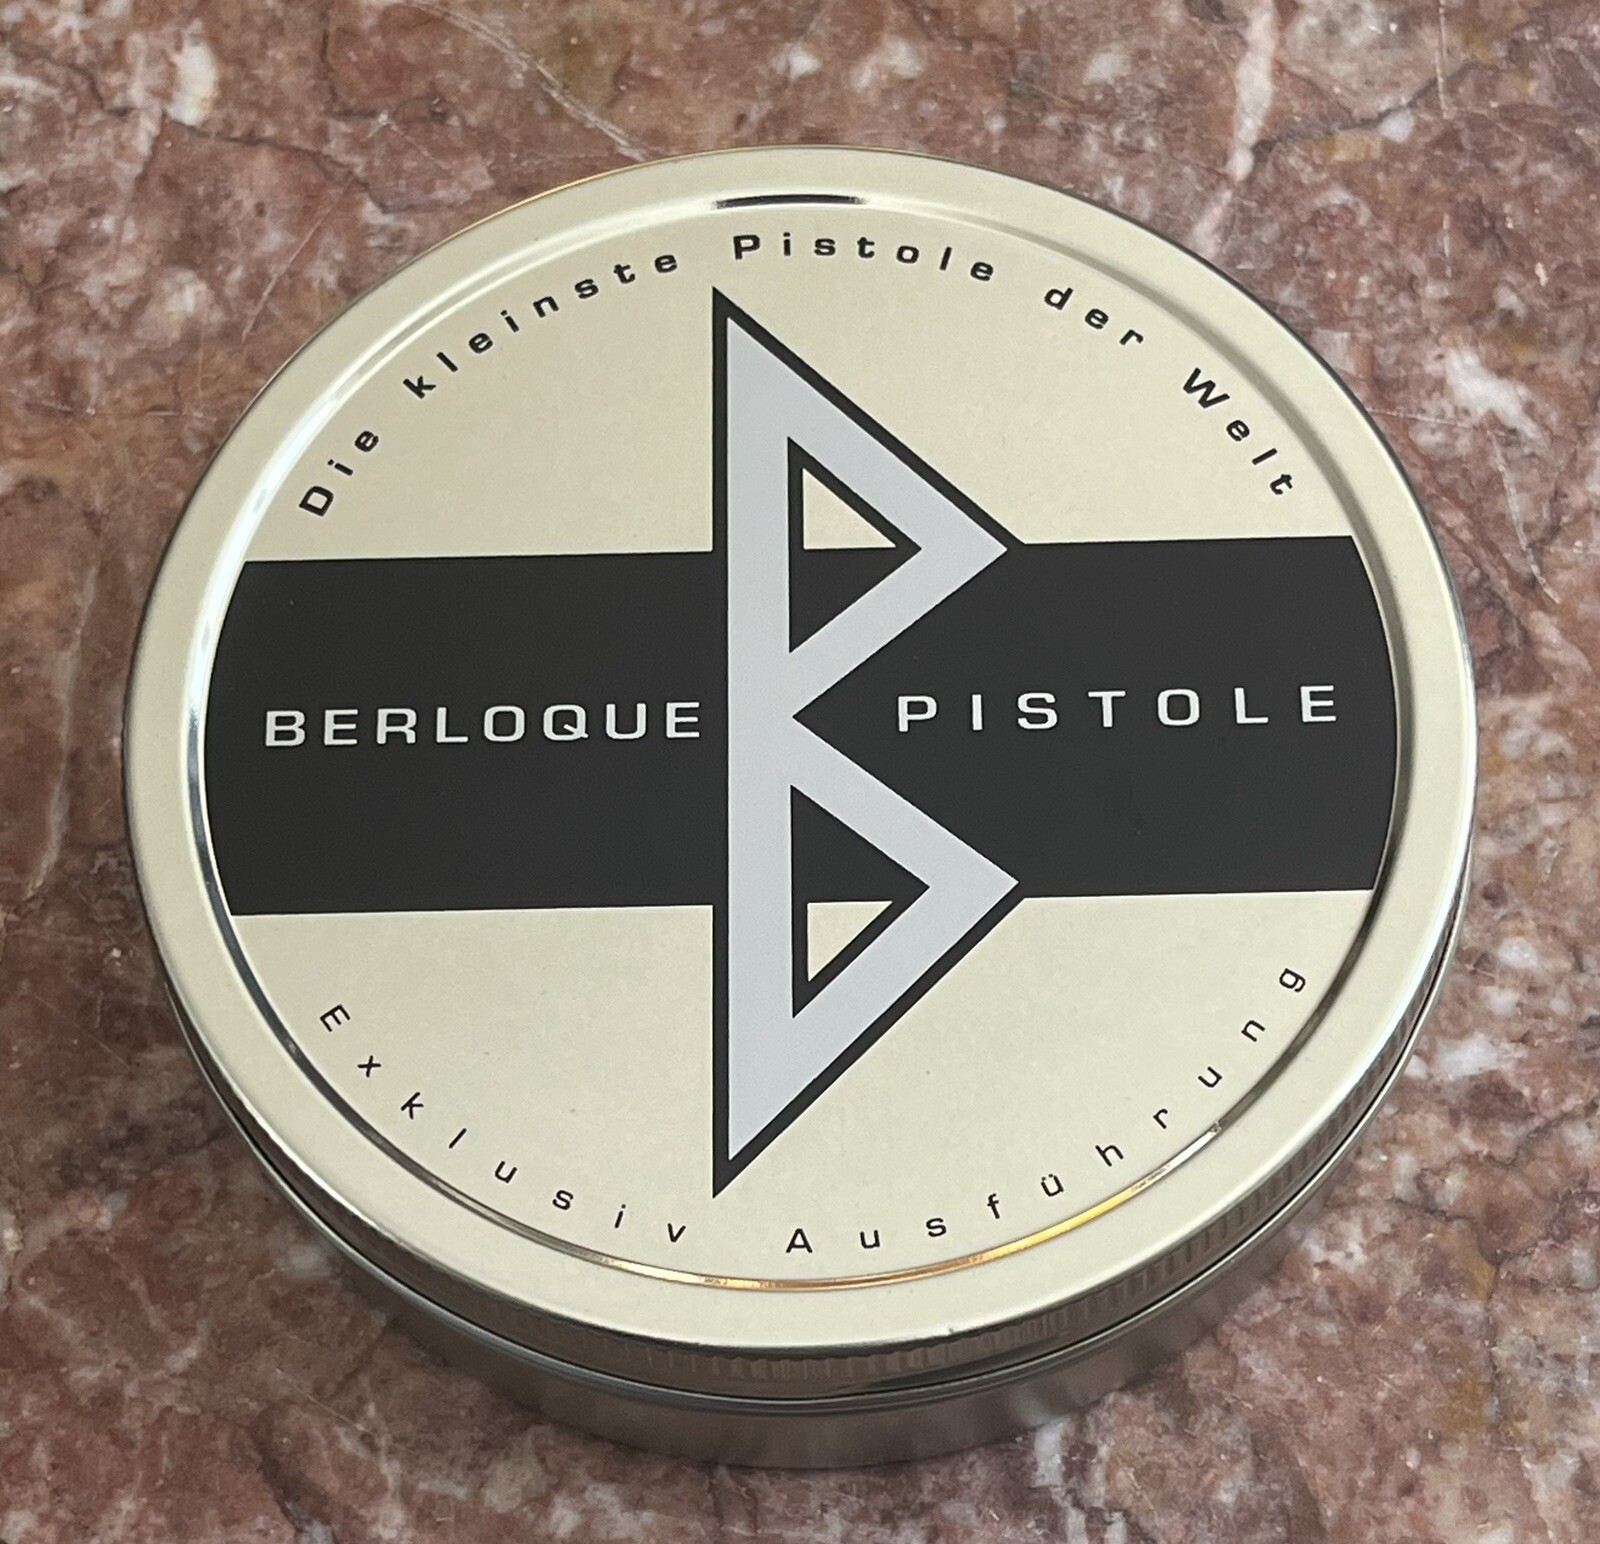 Die kleinste Pistole der Welt
BERLOQUE PISTOLE
Exklusiv Ausführung